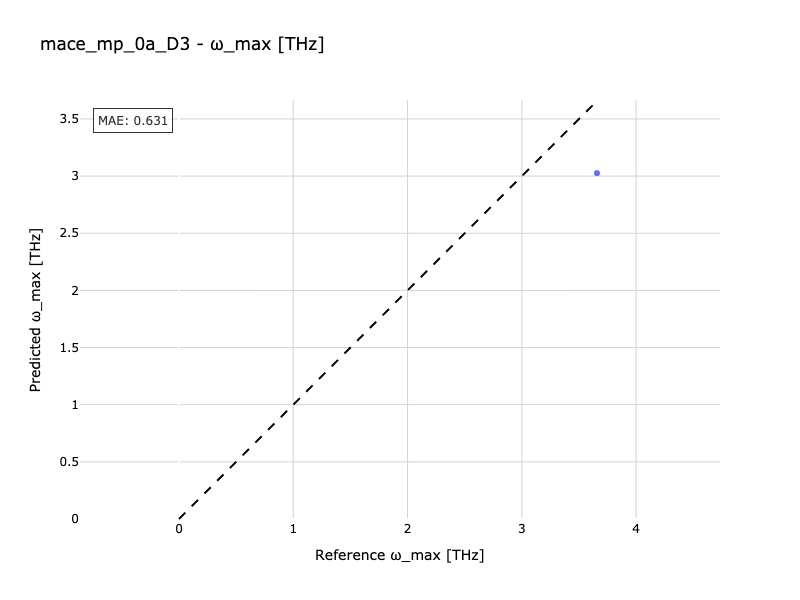 mace_mp_0a_D3 - ω_max [THz]
MAE: 0.631
3.5
3
2.5
2
1.5
1
0.5
0
Predicted ω_max [THz]
0 1 2 3 4
Reference ω_max [THz]